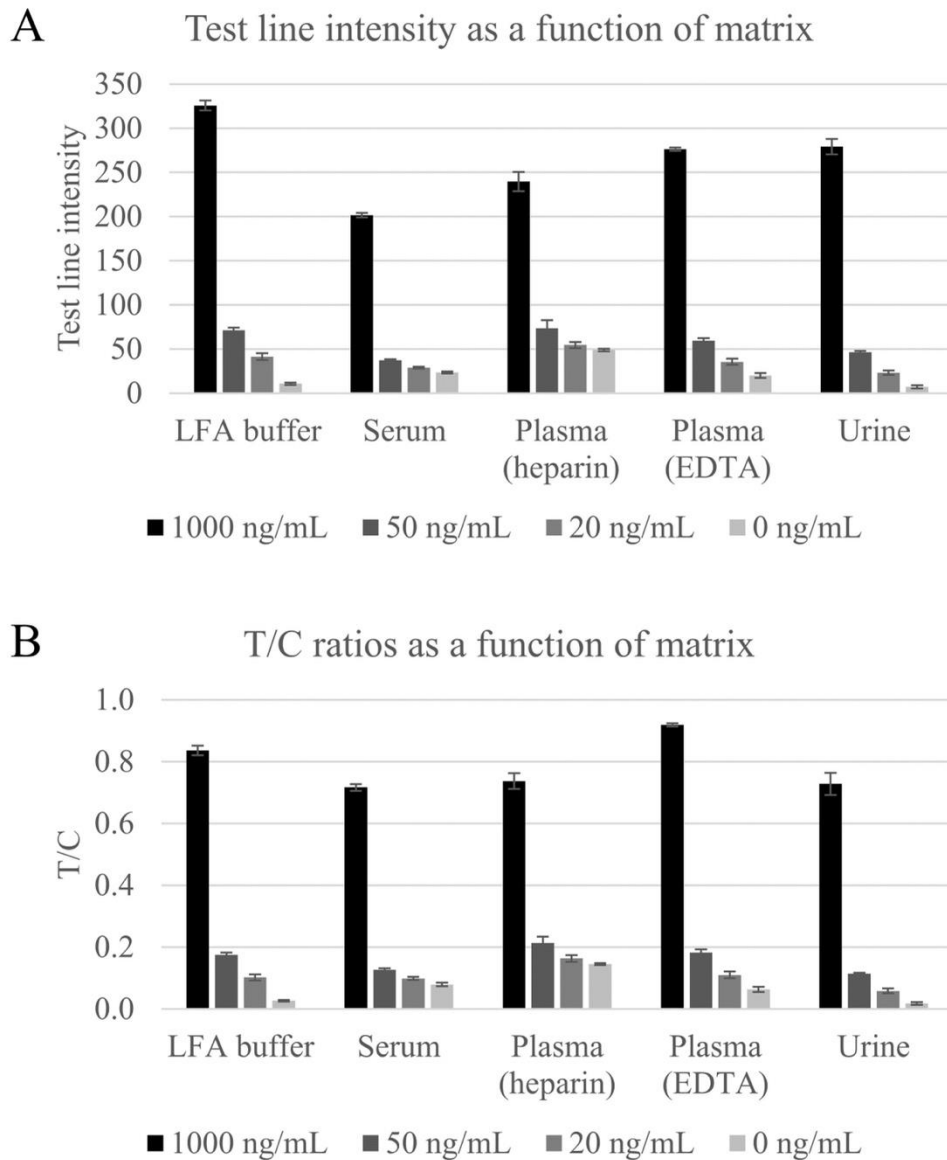 A
Test line intensity as a function of matrix
Test line intensity
350
300
250
200
150
100
50
0
LFA buffer Serum Plasma (heparin) Plasma (EDTA) Urine
1000 ng/mL 50 ng/mL 20 ng/mL 0 ng/mL
B
T/C ratios as a function of matrix
T/C
1.0
0.8
0.6
0.4
0.2
0.0
LFA buffer Serum Plasma (heparin) Plasma (EDTA) Urine
1000 ng/mL 50 ng/mL 20 ng/mL 0 ng/mL